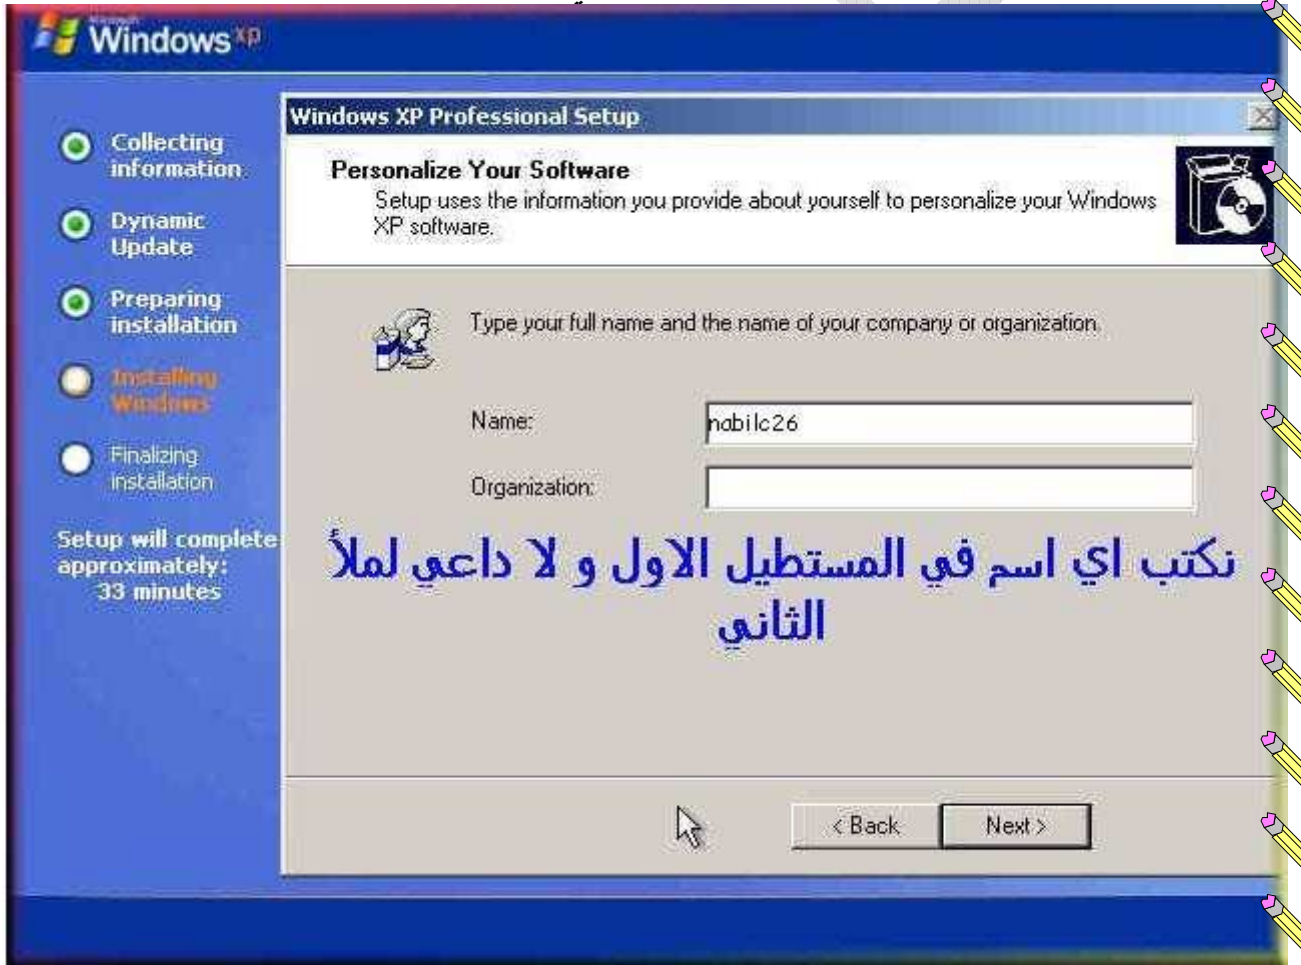 Microsoft
Windows xp
Collecting
information
Dynamic
Update
Preparing
installation
Installing
Windows
Finalizing
installation
Setup will complete
approximately:
33 minutes
Windows XP Professional Setup
Personalize Your Software
Setup uses the information you provide about yourself to personalize your Windows
XP software.
Type your full name and the name of your company or organization.
Name:
nabilc26
Organization:
نكتب اي اسم في المستطيل الاول و لا داعي لملأ
الثاني
< Back
Next >